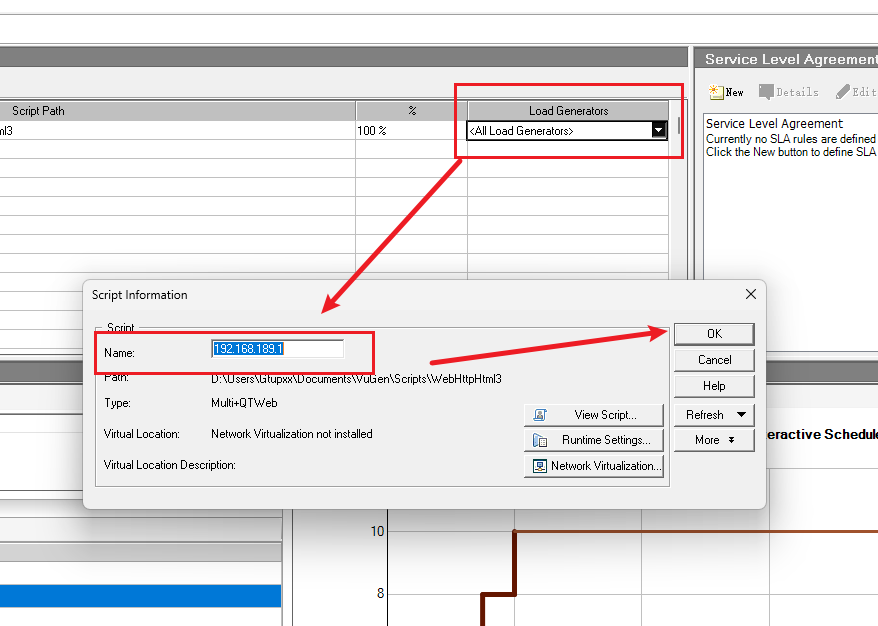 Service Level Agreement
New
Details
Edit
Script Path
%
Load Generators
ml3
100 %
<All Load Generators>
Service Level Agreement
Currently no SLA rules are defined
Click the New button to define SLA
Script Information
Script
Name:
192.168.189.1
Path:
D:\Users\Gtupxx\Documents\VuGen\Scripts\WebHttpHtml3
Type:
Multi+QTWeb
Virtual Location:
Network Virtualization not installed
Virtual Location Description:
View Script...
Runtime Settings...
Network Virtualization...
OK
Cancel
Help
Refresh
More
eractive Schedule
10
8